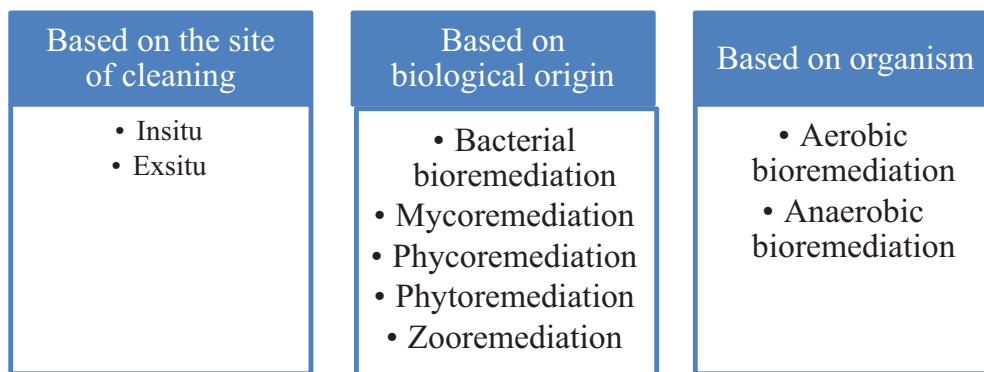 Based on the site
of cleaning
• Insitu
• Exsitu
Based on
biological origin
• Bacterial
bioremediation
• Mycoremediation
• Phycoremediation
• Phytoremediation
• Zooremediation
Based on organism
• Aerobic
bioremediation
• Anaerobic
bioremediation